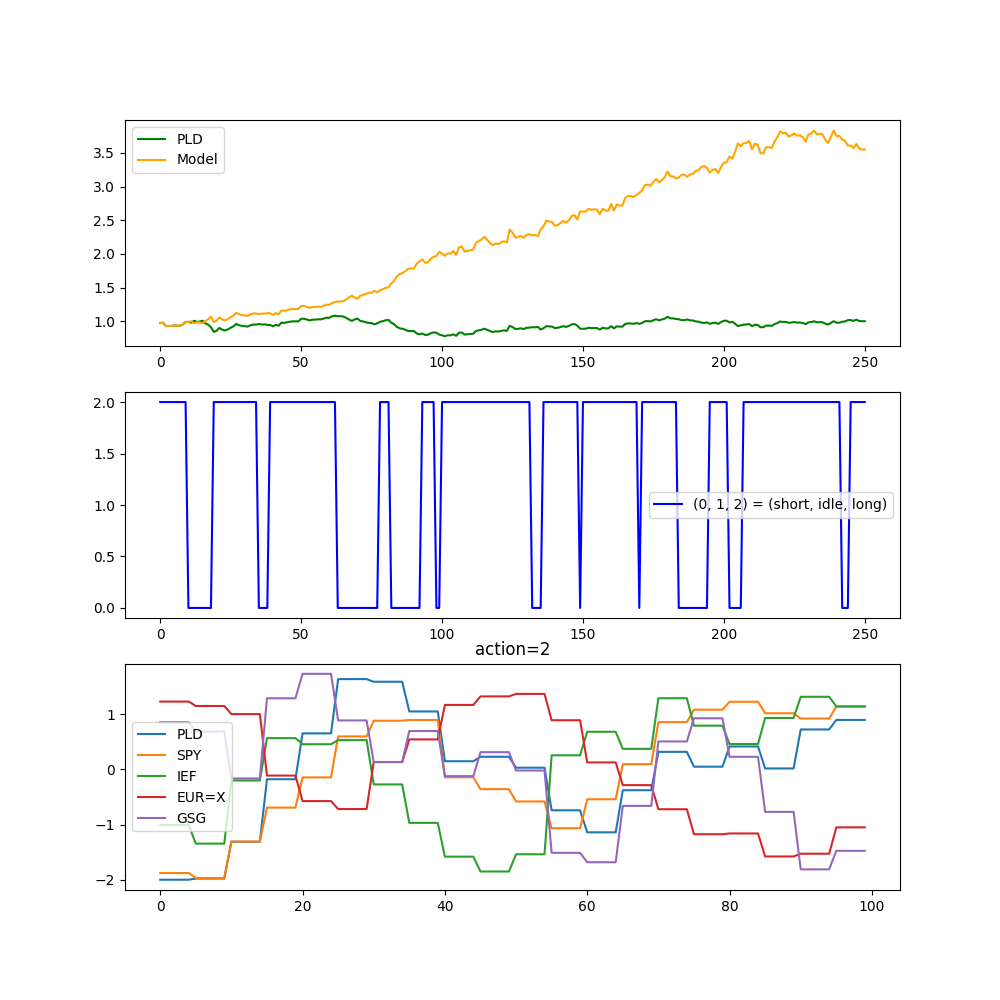 PLD
Model
3.5
3.0
2.5
2.0
1.5
1.0
0 50 100 150 200 250
2.0
1.5
1.0
0.5
0.0
(0, 1, 2) = (short, idle, long)
0 50 100 150 200 250
action=2
1
0
−1
−2
PLD
SPY
IEF
EUR=X
GSG
0 20 40 60 80 100